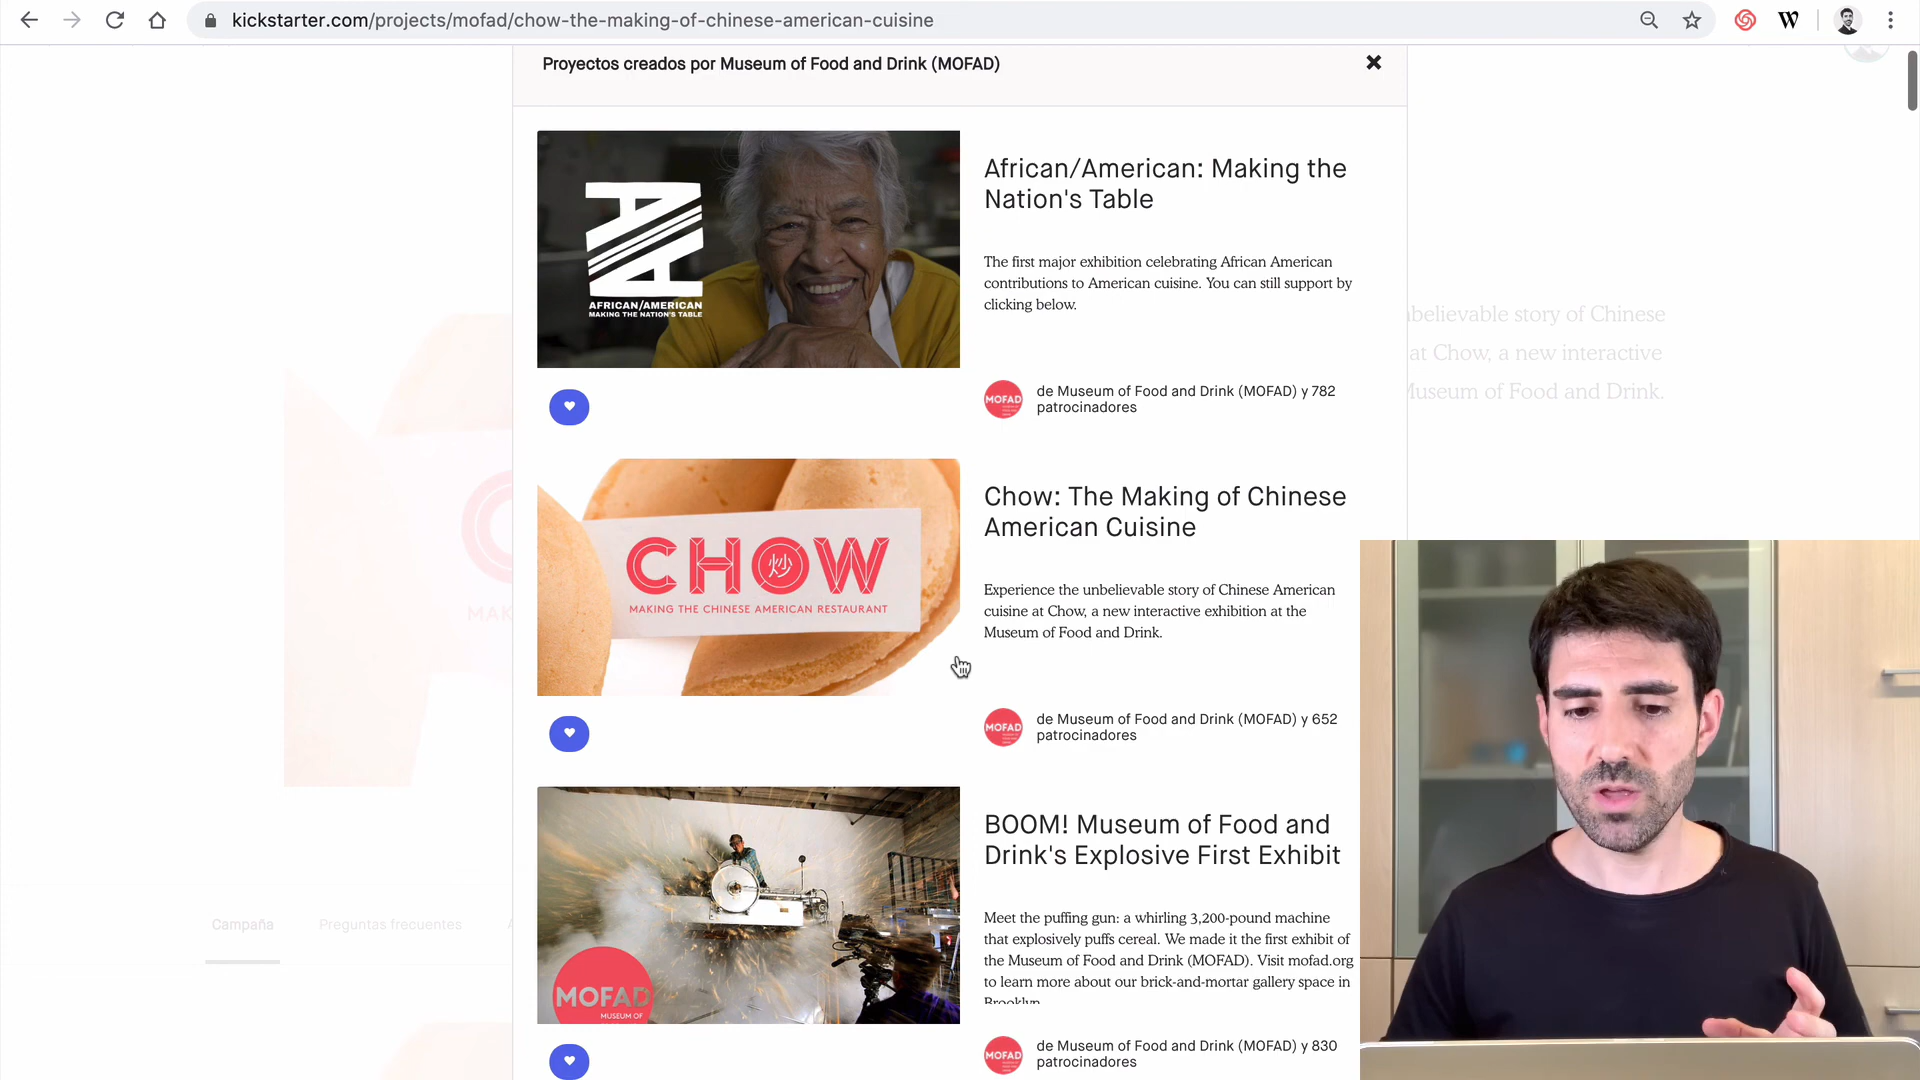 kickstarter.com/projects/mofad/chow-the-making-of-chinese-american-cuisine
W
Proyectos creados por Museum of Food and Drink (MOFAD)
AFRICAN/AMERICAN
MAKING THE NATION'S TABLE
African/American: Making the
Nation's Table
The first major exhibition celebrating African American
contributions to American cuisine. You can still support by
clicking below.
MOFAD
de Museum of Food and Drink (MOFAD) y 782
patrocinadores
believable story of Chinese
at Chow, a new interactive
Museum of Food and Drink.
CHOW
炒
MAKING THE CHINESE AMERICAN RESTAURANT
Chow: The Making of Chinese
American Cuisine
Experience the unbelievable story of Chinese American
cuisine at Chow, a new interactive exhibition at the
Museum of Food and Drink.
MOFAD
de Museum of Food and Drink (MOFAD) y 652
patrocinadores
C
MAK
MOFAD
MUSEUM OF
BOOM! Museum of Food and
Drink's Explosive First Exhibit
Meet the puffing gun: a whirling 3,200-pound machine
that explosively puffs cereal. We made it the first exhibit of
the Museum of Food and Drink (MOFAD). Visit mofad.org
to learn more about our brick-and-mortar gallery space in
Brooklyn
MOFAD
de Museum of Food and Drink (MOFAD) y 830
patrocinadores
Campaña
Preguntas frecuentes